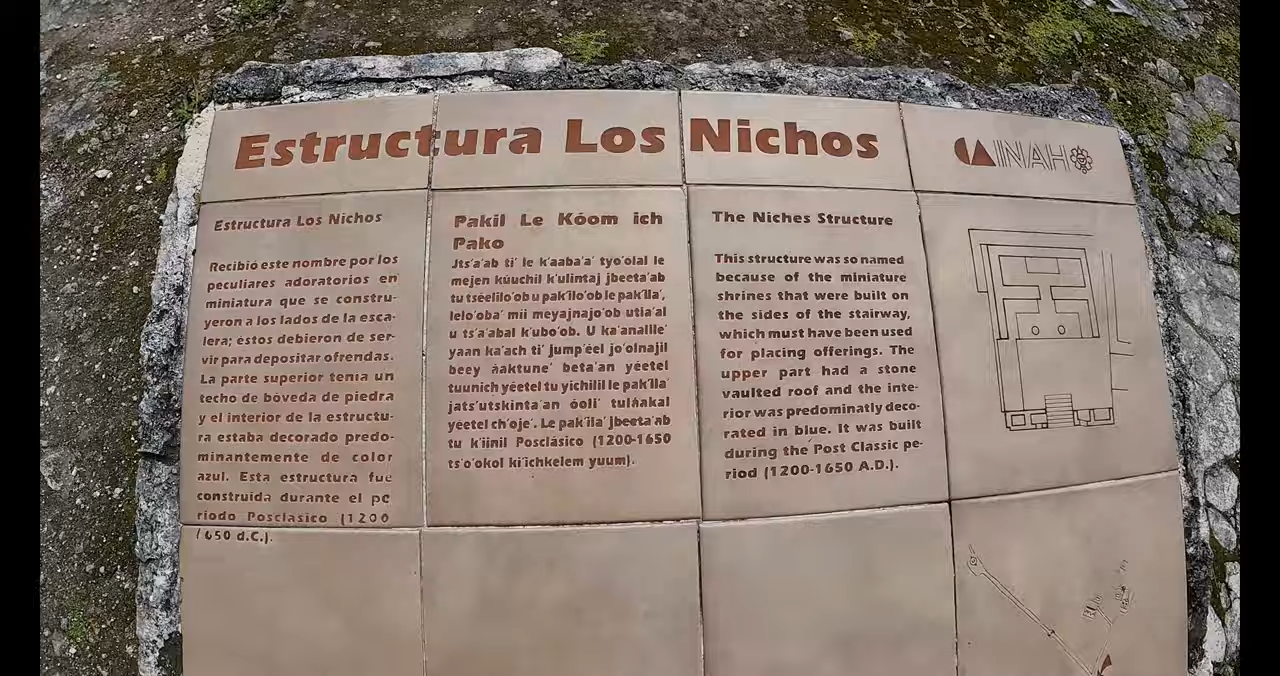 Estructura Los Nichos
INAH
Estructura Los Nichos
Recibió este nombre por los
peculiares adoratorios en
miniatura que se constru-
yeron a los lados de la esca-
lera; éstos debieron de ser-
vir para depositar ofrendas.
La parte superior tenía un
techo de bóveda de piedra
y el interior de la estructu-
ra estaba decorado predo-
minantemente de color
azul. Esta estructura fue
construida durante el pe
riodo Posclásico (1200
1650 d.C.).
Pakil Le Kóom ich
Pako
Jts'a'ab ti' le k'aaba'a' tyo'olal le
mejen kúuchil k'ulintaj jbeeta'ab
tu tséelilo'ob u pak'ilo'ob le pak'ila',
lelo'oba' mii meyajnajo'ob utia'al
u ts'a'abal k'ubo'ob. U ka'analile'
yaan ka'ach ti' jump'éel jo'olnajil
beey áaktune' beta'an yéetel
tuunich yéetel tu yichilil le pak'ila'
jats'utskinta'an óoli' tuláakal
yeetel ch'oje'. Le pak'ila' jbeeta'ab
tu k'iinil Posclásico (1200-1650
ts'o'okol ki'ichkelem yuum).
The Niches Structure
This structure was so named
because of the miniature
shrines that were built on
the sides of the stairway,
which must have been used
for placing offerings. The
upper part had a stone
vaulted roof and the inte-
rior was predominatly deco-
rated in blue. It was built
during the Post Classic pe-
riod (1200-1650 A.D.).